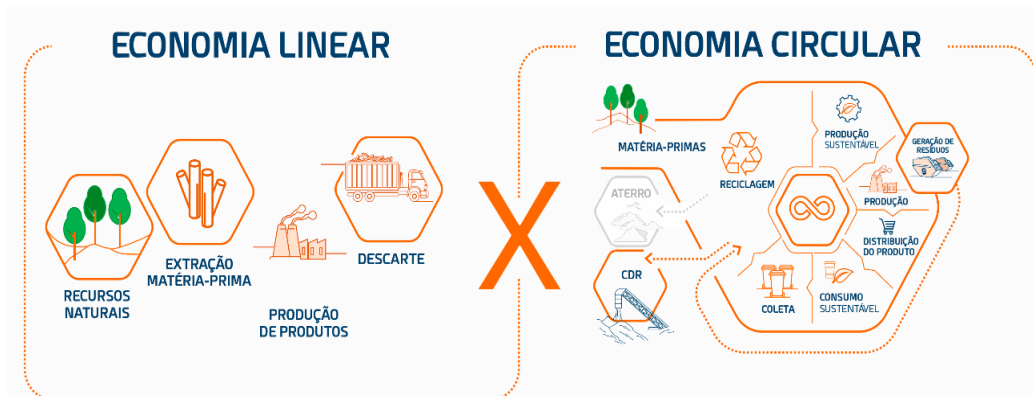 ECONOMIA LINEAR
RECURSOS
NATURAIS
EXTRAÇÃO
MATÉRIA-PRIMA
PRODUÇÃO
DE PRODUTOS
DESCARTE
X
ECONOMIA CIRCULAR
MATÉRIA-PRIMAS
RECICLAGEM
PRODUÇÃO
SUSTENTÁVEL
GERAÇÃO DE
RESÍDUOS
PRODUÇÃO
DISTRIBUIÇÃO
DO PRODUTO
CONSUMO
SUSTENTÁVEL
COLETA
ATERRO
CDR